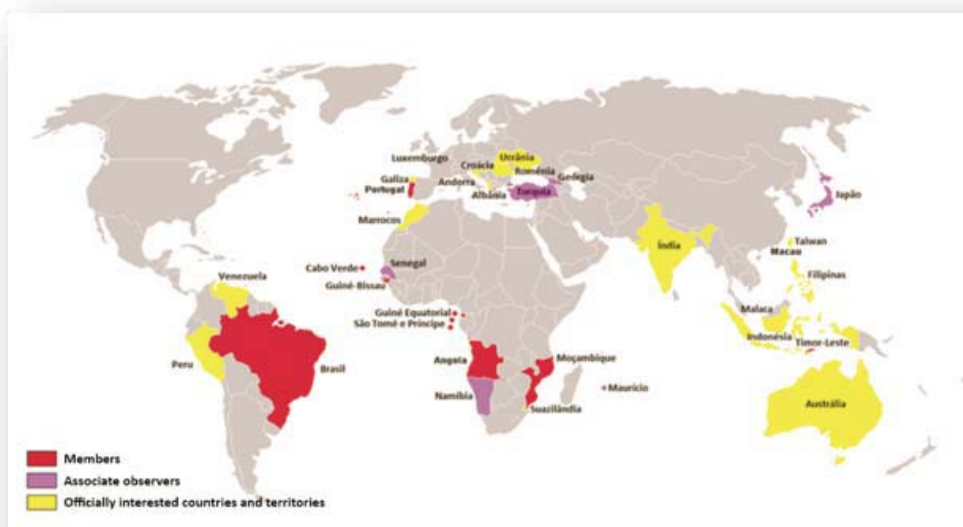 Luxemburgo
Croácia
Ucrânia
Roménia
Geórgia
Galiza
Andorra
Portugal
Albânia
Turquia
Japão
Marrocos
Índia
Taiwan
Macau
Senegal
Cabo Verde
Filipinas
Venezuela
Guiné-Bissau
Guiné Equatorial
Malaca
São Tomé e Príncipe
Indonésia
Timor-Leste
Angola
Moçambique
Peru
Brasil
Maurício
Namíbia
Suazilândia
Austrália
Members
Associate observers
Officially interested countries and territories